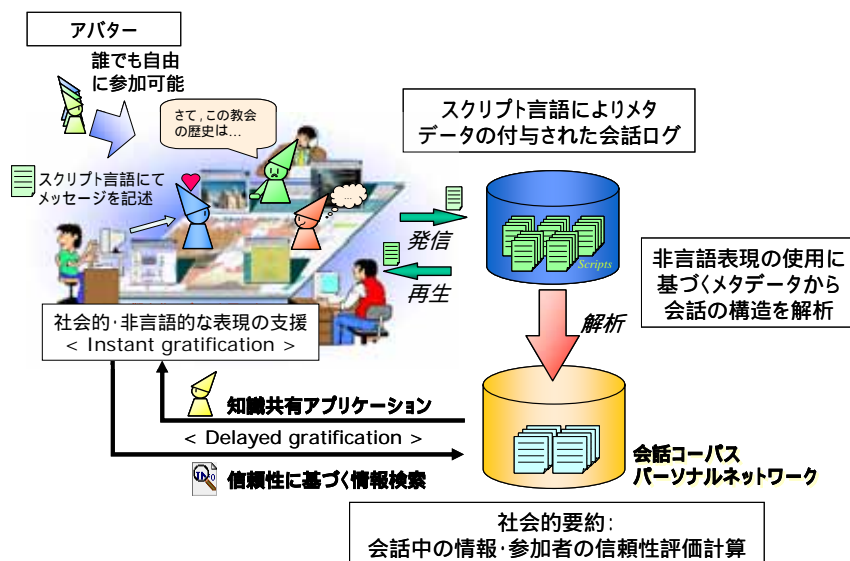 アバター
誰でも自由
に参加可能
さて,この教会
の歴史は…
スクリプト言語にて
メッセージを記述
…
発信
再生
スクリプト言語によりメタ
データの付与された会話ログ
Scripts
非言語表現の使用に
基づくメタデータから
会話の構造を解析
解析
社会的・非言語的な表現の支援
< Instant gratification >
知識共有アプリケーション
< Delayed gratification >
信頼性に基づく情報検索
会話コーパス
パーソナルネットワーク
社会的要約:
会話中の情報・参加者の信頼性評価計算